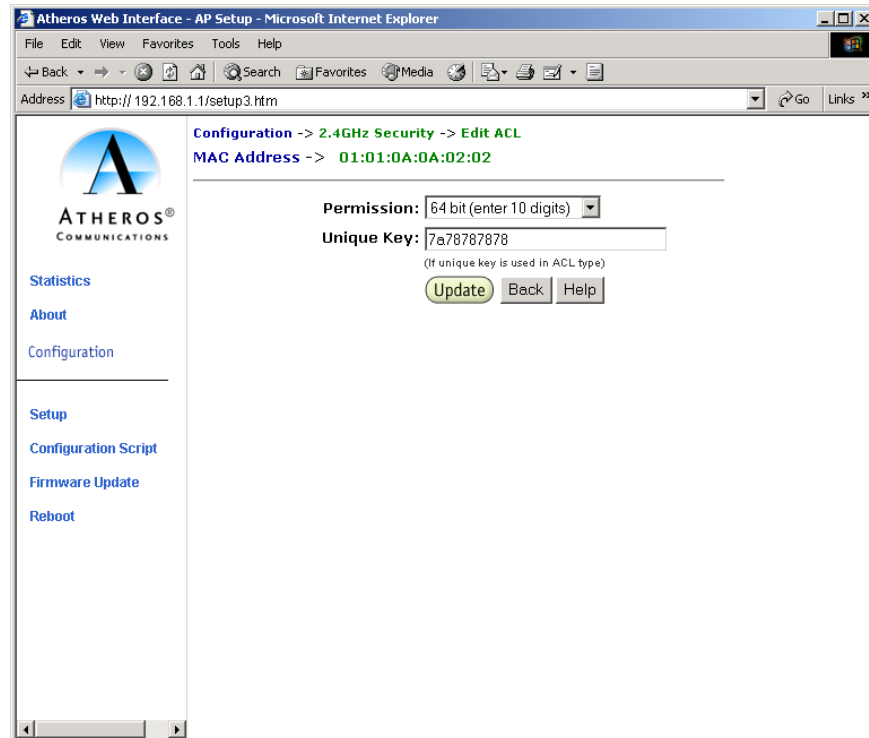 Atheros Web Interface - AP Setup - Microsoft Internet Explorer
File Edit View Favorites Tools Help
Back Search Favorites Media
Address http://192.168.1.1/setup3.htm Go Links »
ATHEROS®
COMMUNICATIONS
Statistics
About
Configuration
Setup
Configuration Script
Firmware Update
Reboot
Configuration -> 2.4GHz Security -> Edit ACL
MAC Address -> 01:01:0A:0A:02:02
Permission: 64 bit (enter 10 digits)
Unique Key: 7a78787878
(If unique key is used in ACL type)
Update Back Help